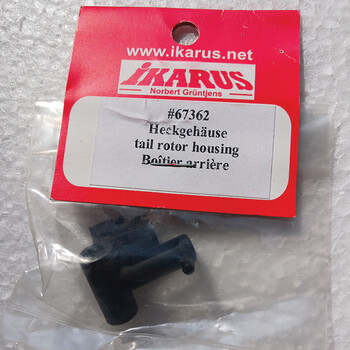 www.ikarus.net
iKARUS
Norbert Grüntjens
#67362
Heckgehäuse
tail rotor housing
Boîtier arrière